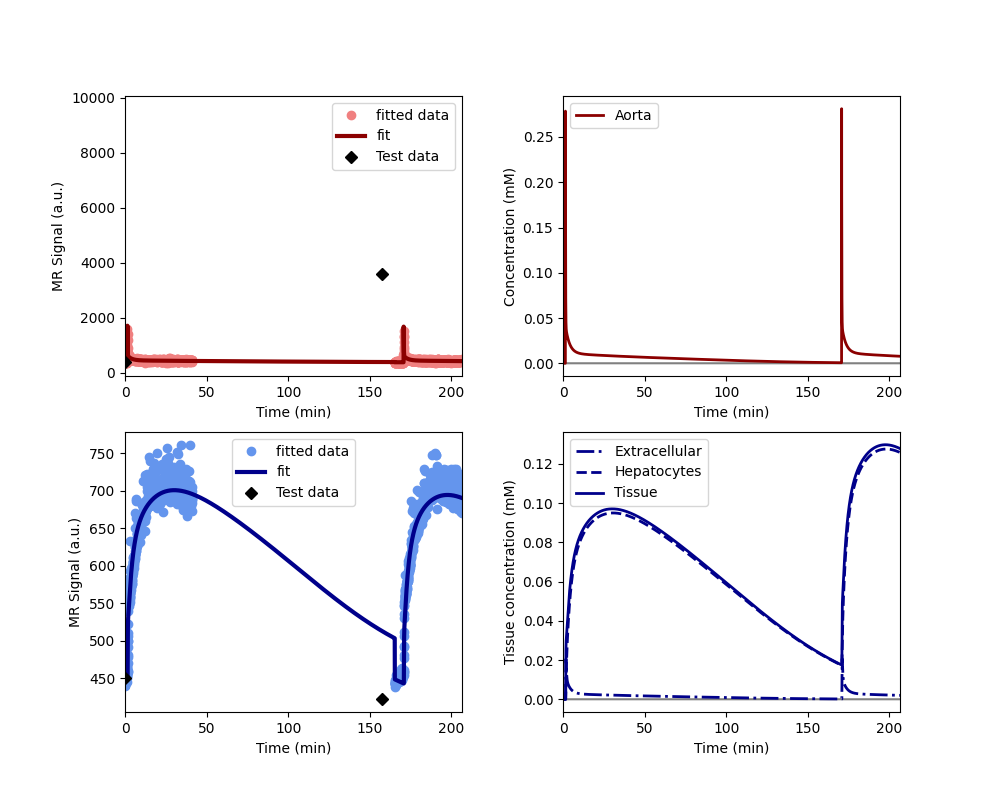 10000
8000
6000
4000
2000
0
MR Signal (a.u.)
0 50 100 150 200
Time (min)
fitted data
fit
Test data
0.25
0.20
0.15
0.10
0.05
0.00
Concentration (mM)
0 50 100 150 200
Time (min)
Aorta
750
700
650
600
550
500
450
MR Signal (a.u.)
0 50 100 150 200
Time (min)
fitted data
fit
Test data
0.12
0.10
0.08
0.06
0.04
0.02
0.00
Tissue concentration (mM)
0 50 100 150 200
Time (min)
Extracellular
Hepatocytes
Tissue